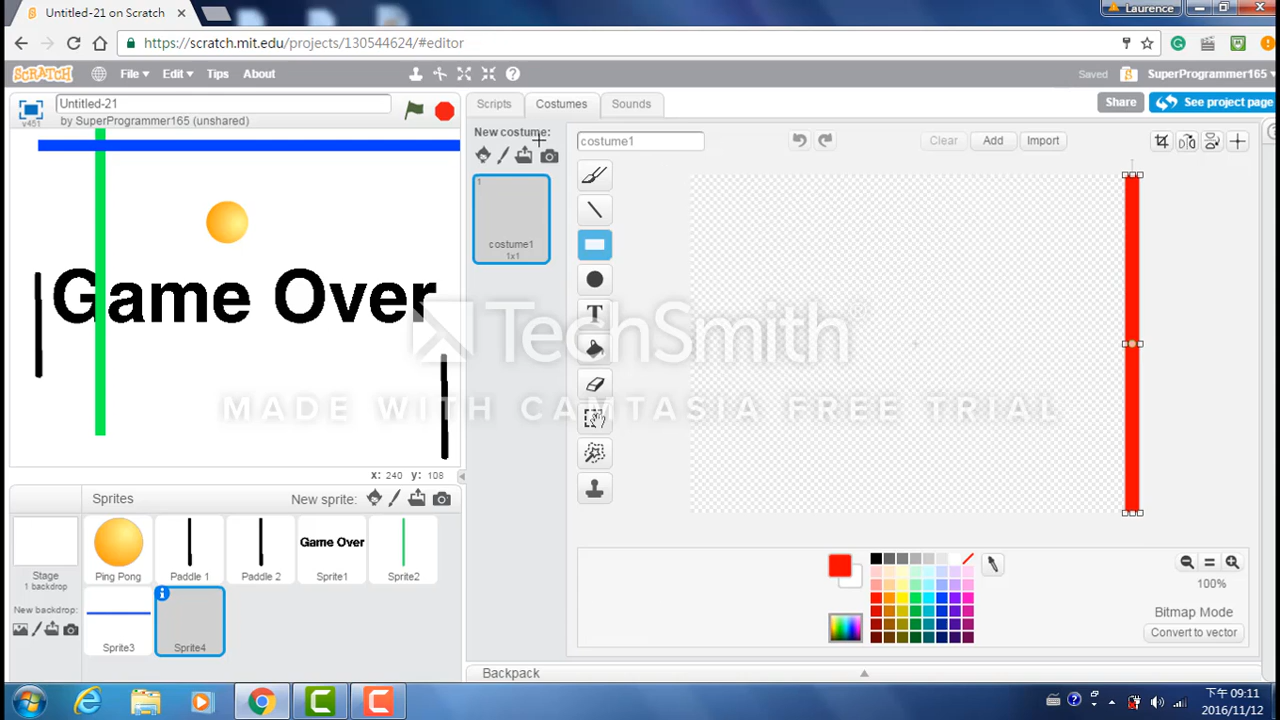 Untitled-21 on Scratch
Laurence
https://scratch.mit.edu/projects/130544624/#editor
SCRATCH
File
Edit
Tips
About
Saved
SuperProgrammer165
v451
Untitled-21
by SuperProgrammer165 (unshared)
Scripts
Costumes
Sounds
Share
See project page
New costume:
costume1
Clear
Add
Import
1
costume1
1x1
Game Over
T
TechSmith
MADE WITH CAMTASIA FREE TRIAL
x: 240 y: 108
Sprites
New sprite:
Stage
1 backdrop
New backdrop:
Ping Pong
Paddle 1
Paddle 2
Game Over
Sprite1
Sprite2
Sprite3
Sprite4
100%
Bitmap Mode
Convert to vector
Backpack
下午 09:11
2016/11/12